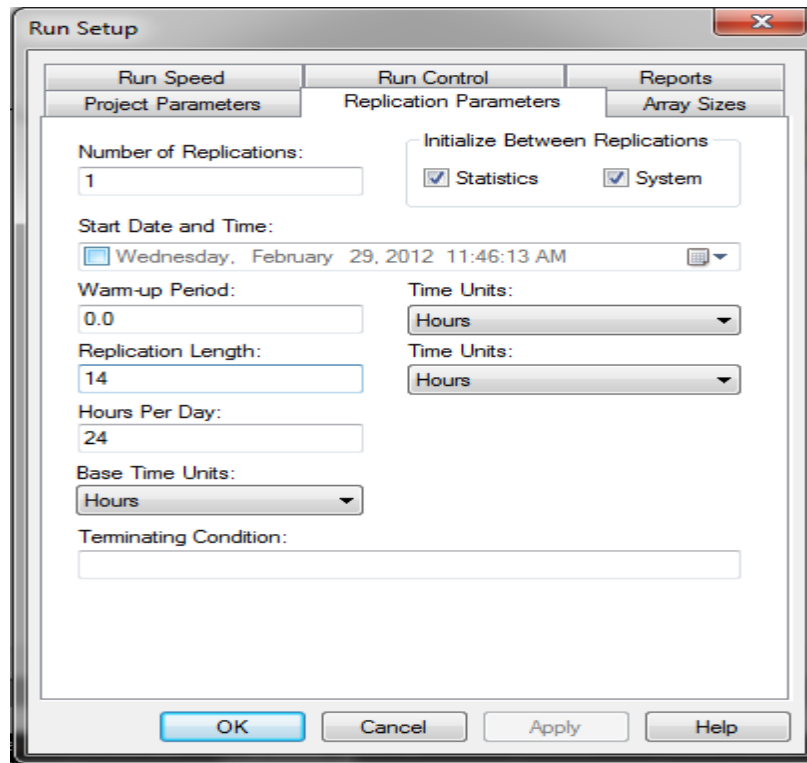 Run Setup
Run Speed Run Control Reports
Project Parameters Replication Parameters Array Sizes
Number of Replications:
1
Initialize Between Replications
Statistics System
Start Date and Time:
Wednesday, February 29, 2012 11:46:13 AM
Warm-up Period: Time Units:
0.0 Hours
Replication Length: Time Units:
14 Hours
Hours Per Day:
24
Base Time Units:
Hours
Terminating Condition:
OK Cancel Apply Help